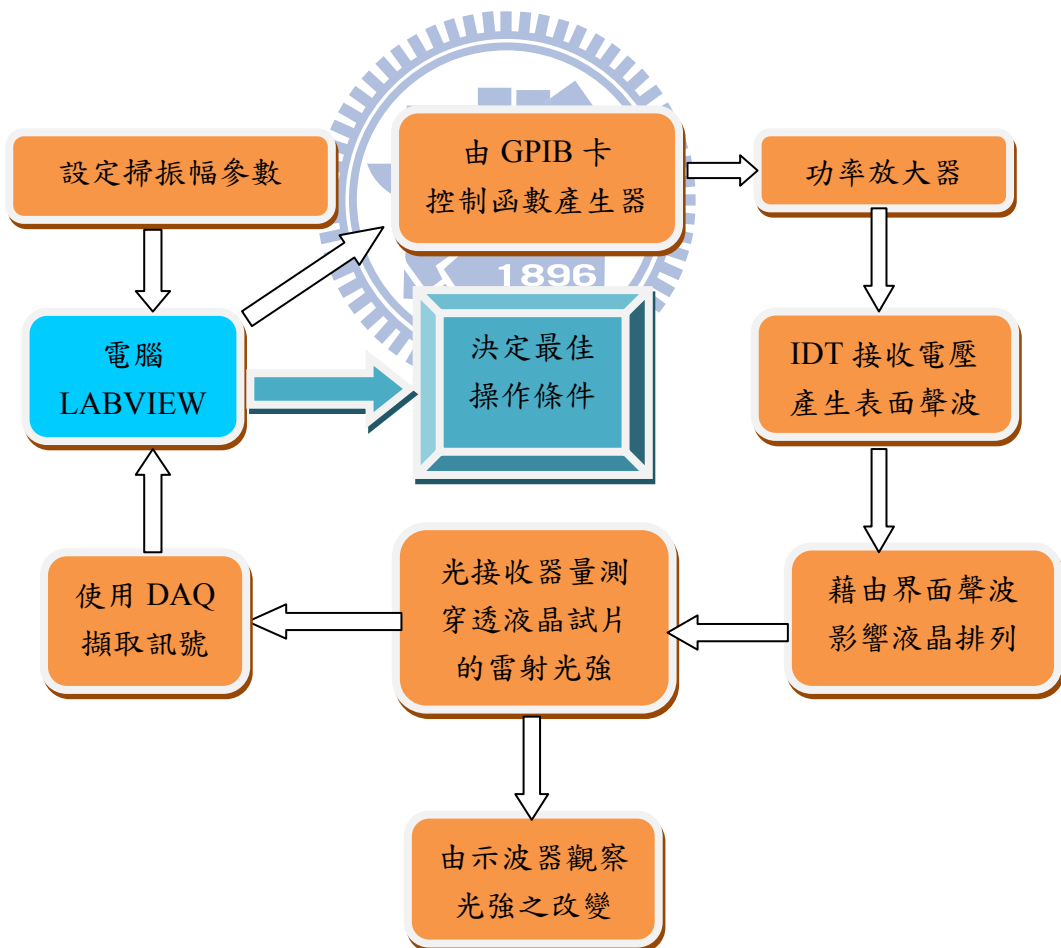 設定掃振幅參數
由 GPIB 卡
控制函數產生器
功率放大器
1896
電腦
LABVIEW
決定最佳
操作條件
IDT 接收電壓
產生表面聲波
使用 DAQ
擷取訊號
光接收器量測
穿透液晶試片
的雷射光強
藉由界面聲波
影響液晶排列
由示波器觀察
光強之改變